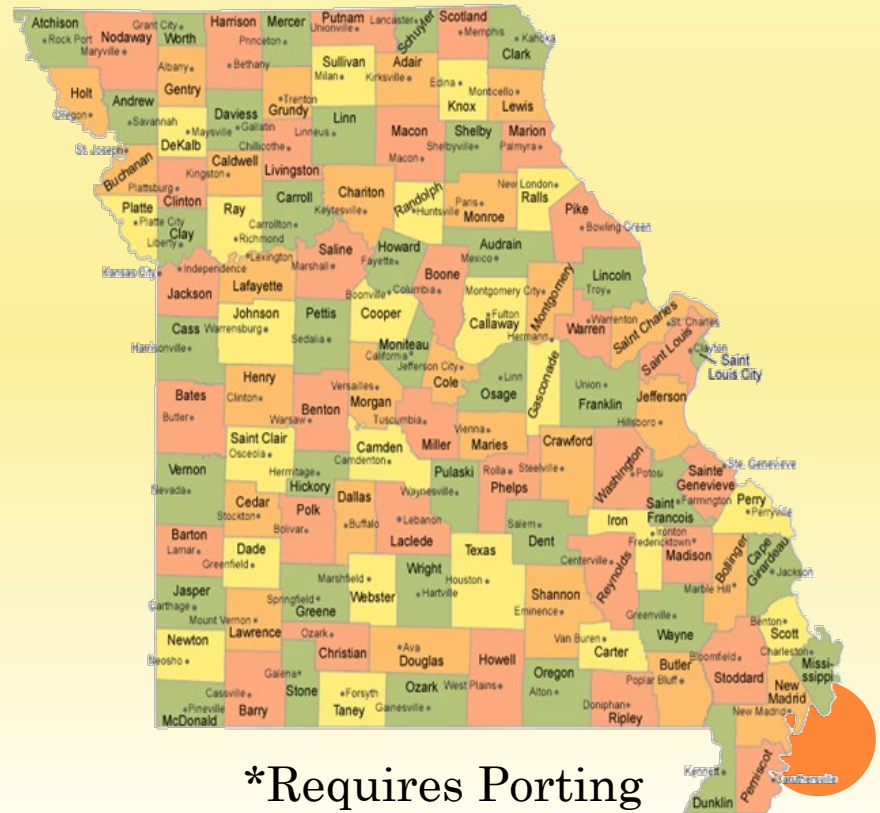 Atchison
Grant City
Harrison
Mercer
Putnam
Lancaster
Schuyler
Scotland
Rock Port
Nodaway
Worth
Princeton
Unionville
Memphis
Kahoka
Maryville
Clark
Albany
Bethany
Sullivan
Adair
Milan
Kirksville
Edina
Monticello
Holt
Gentry
Andrew
Trenton
Grundy
Knox
Lewis
Oregon
Savannah
Daviess
Gallatin
Linn
Maysville
Linneus
Macon
Shelby
Marion
DeKalb
Chillicothe
Shelbyville
Palmyra
St. Joseph
Caldwell
Macon
Buchanan
Kingston
Livingston
Plattsburg
Clinton
Carroll
Chariton
Randolph
New London
Ralls
Platte
Ray
Keytesville
Huntsville
Paris
Monroe
Pike
Platte City
Clay
Carrollton
Bowling Green
Liberty
Richmond
Howard
Audrain
Kansas City
Independence
Lexington
Saline
Marshall
Fayette
Boone
Mexico
Lincoln
Jackson
Lafayette
Boonville
Columbia
Montgomery City
Montgomery
Troy
Johnson
Pettis
Cooper
Fulton
Callaway
Warrenton
Saint Charles
St. Charles
Cass
Warrensburg
Sedalia
Moniteau
Hermann
Warren
Saint Louis
Clayton
Harrisonville
California
Jefferson City
Saint
Louis City
Henry
Versailles
Cole
Linn
Osage
Gasconade
Union
Franklin
Jefferson
Bates
Clinton
Morgan
Butler
Benton
Warsaw
Tuscumbia
Hillsboro
Saint Clair
Osceola
Camden
Camdenton
Miller
Vienna
Maries
Crawford
Vernon
Hermitage
Hickory
Pulaski
Rolla
Steelville
Washington
Potosi
Sainte
Genevieve
Ste. Genevieve
Nevada
Waynesville
Phelps
Saint
Francois
Farmington
Perry
Perryville
Cedar
Stockton
Polk
Dallas
Lebanon
Salem
Iron
Ironton
Bolivar
Buffalo
Laclede
Dent
Fredericktown
Barton
Lamar
Dade
Greenfield
Texas
Centerville
Reynolds
Madison
Bollinger
Cape
Girardeau
Jackson
Marshfield
Wright
Houston
Marble Hill
Jasper
Springfield
Greene
Webster
Hartville
Shannon
Eminence
Greenville
Carthage
Mount Vernon
Wayne
Benton
Scott
Lawrence
Ozark
Van Buren
Newton
Christian
Ava
Douglas
Howell
Carter
Bloomfield
Charleston
Neosho
Butler
Stoddard
Missi-
ssippi
Galena
Oregon
Poplar Bluff
New
Madrid
Cassville
Stone
Forsyth
Ozark
West Plains
Alton
Pineville
McDonald
Barry
Taney
Gainesville
Doniphan
Ripley
New Madrid
Kennett
Pemiscot
Caruthersville
Dunklin
*Requires Porting